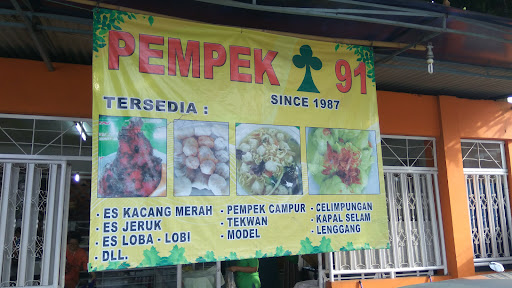 PEMPEK 91
SINCE 1987
TERSEDIA :
- ES KACANG MERAH
- ES JERUK
- ES LOBA - LOBI
- DLL.
- PEMPEK CAMPUR
- TEKWAN
- MODEL
- CELIMPUNGAN
- KAPAL SELAM
- LENGGANG